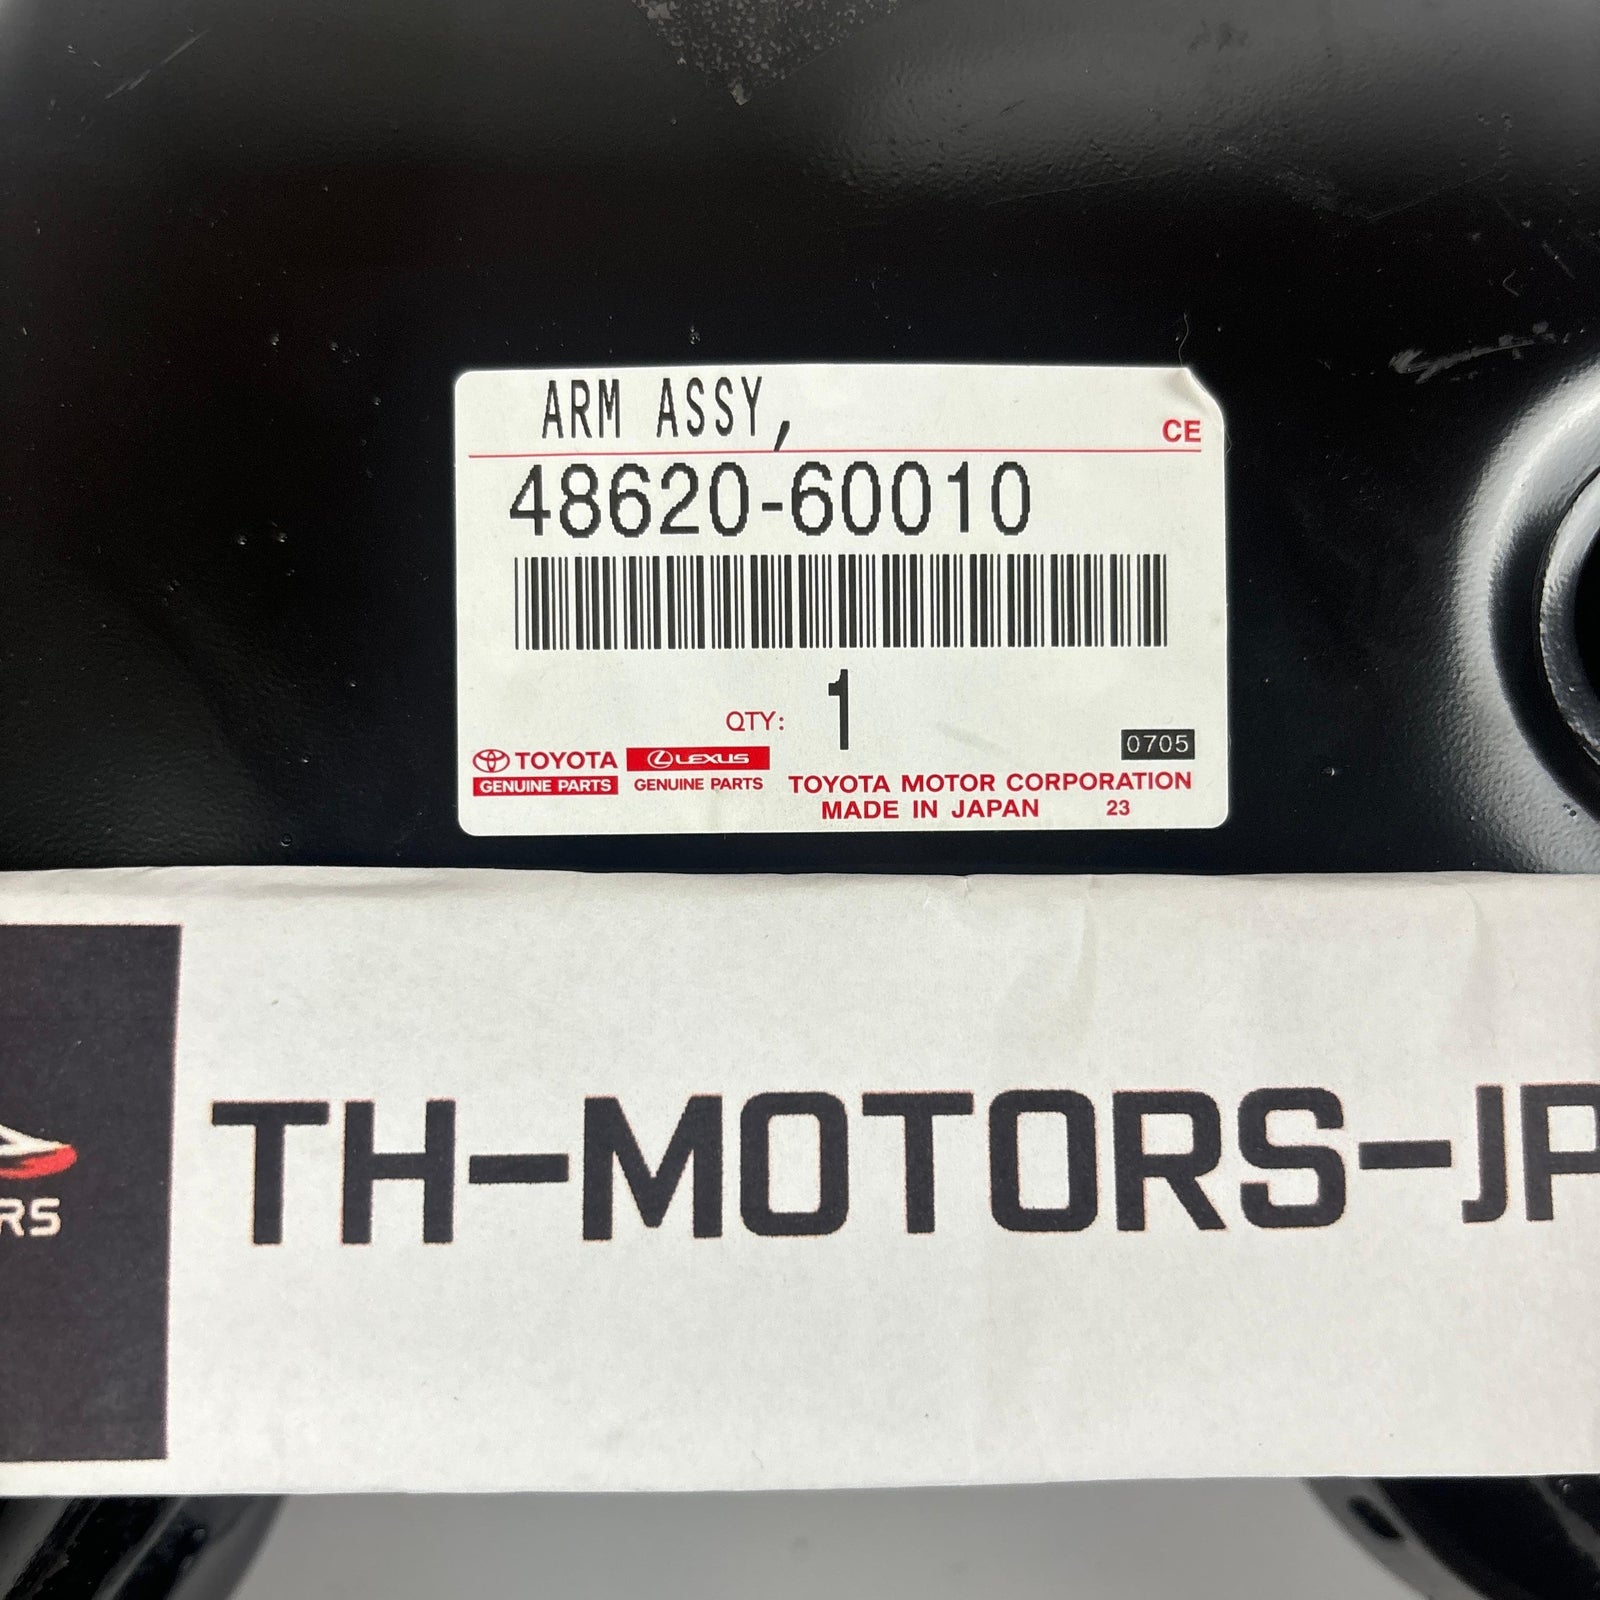 ARM ASSY,
CE
48620-60010
QTY: 1
0705
TOYOTA
GENUINE PARTS
LEXUS
GENUINE PARTS
TOYOTA MOTOR CORPORATION
MADE IN JAPAN 23
RS
TH-MOTORS-JP